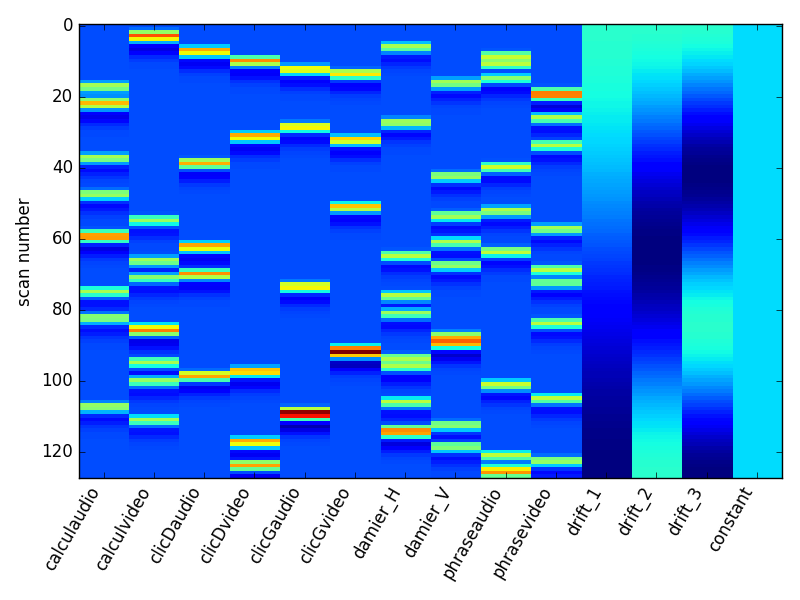 0
20
40
60
80
100
120
scan number
calculaudio
calculvideo
clicDaudio
clicDvideo
clicGaudio
clicGvideo
damier_H
damier_V
phraseaudio
phrasevideo
drift_1
drift_2
drift_3
constant